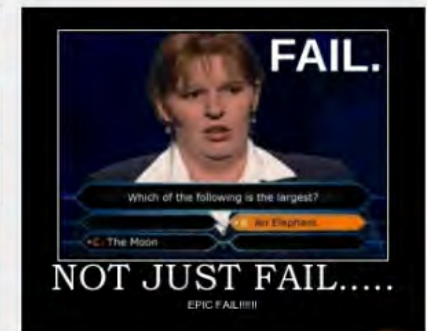 FAIL.
Which of the following is the largest?
An Elephant
C: The Moon
NOT JUST FAIL.....
EPIC FAIL!!!!!!